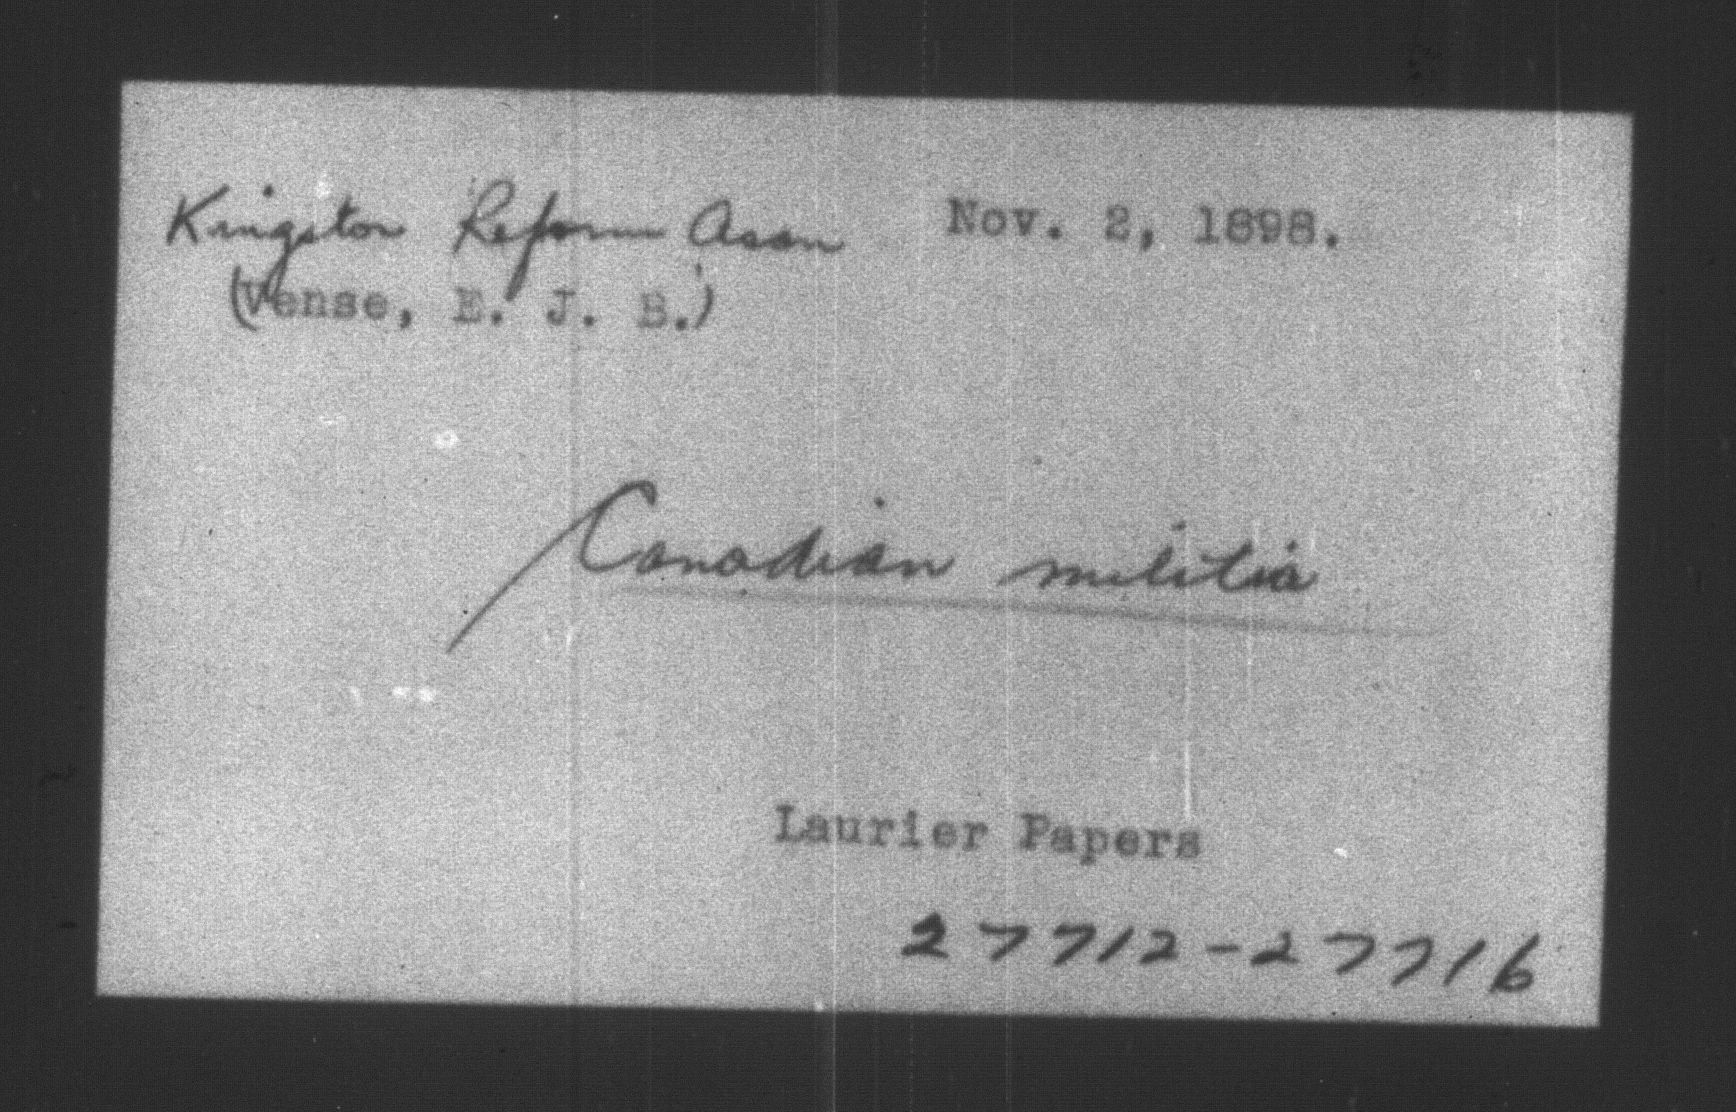 Kingston Reform Assn Nov. 2, 1898.
(Vense, E. J. B.)
Canadian militia
Laurier Papers
27712-27716